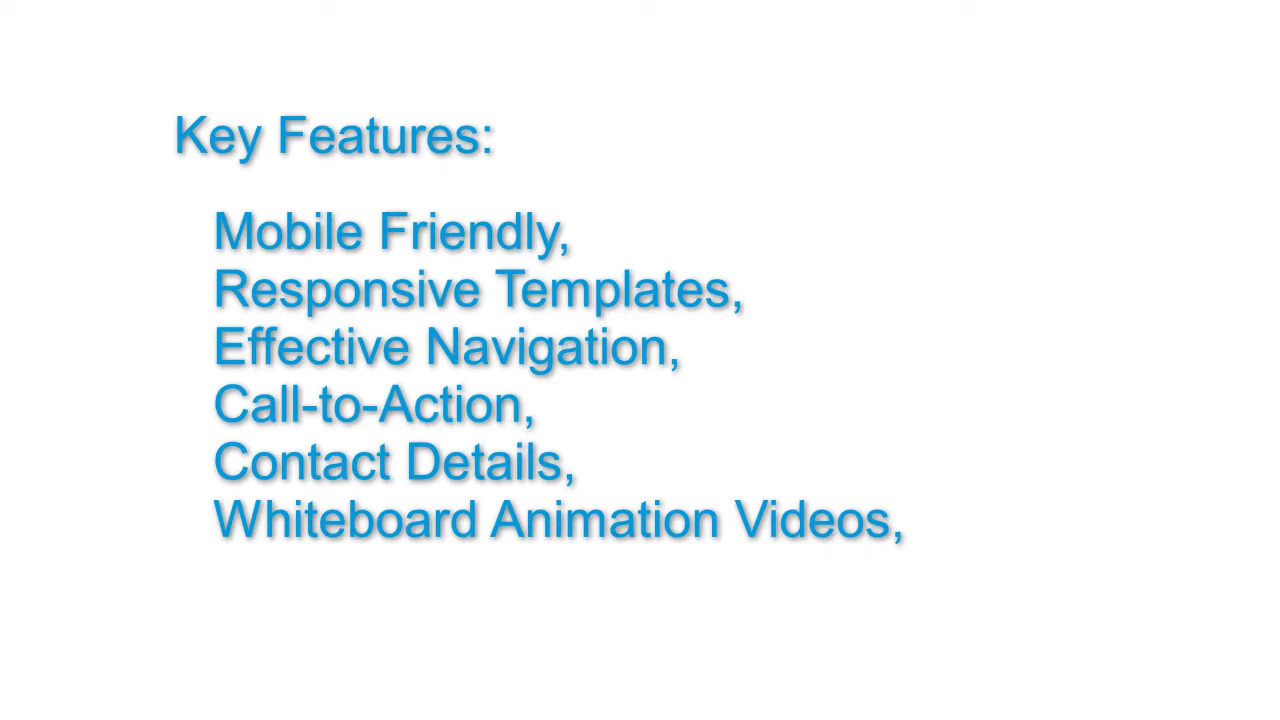 Key Features:
Mobile Friendly,
Responsive Templates,
Effective Navigation,
Call-to-Action,
Contact Details,
Whiteboard Animation Videos,